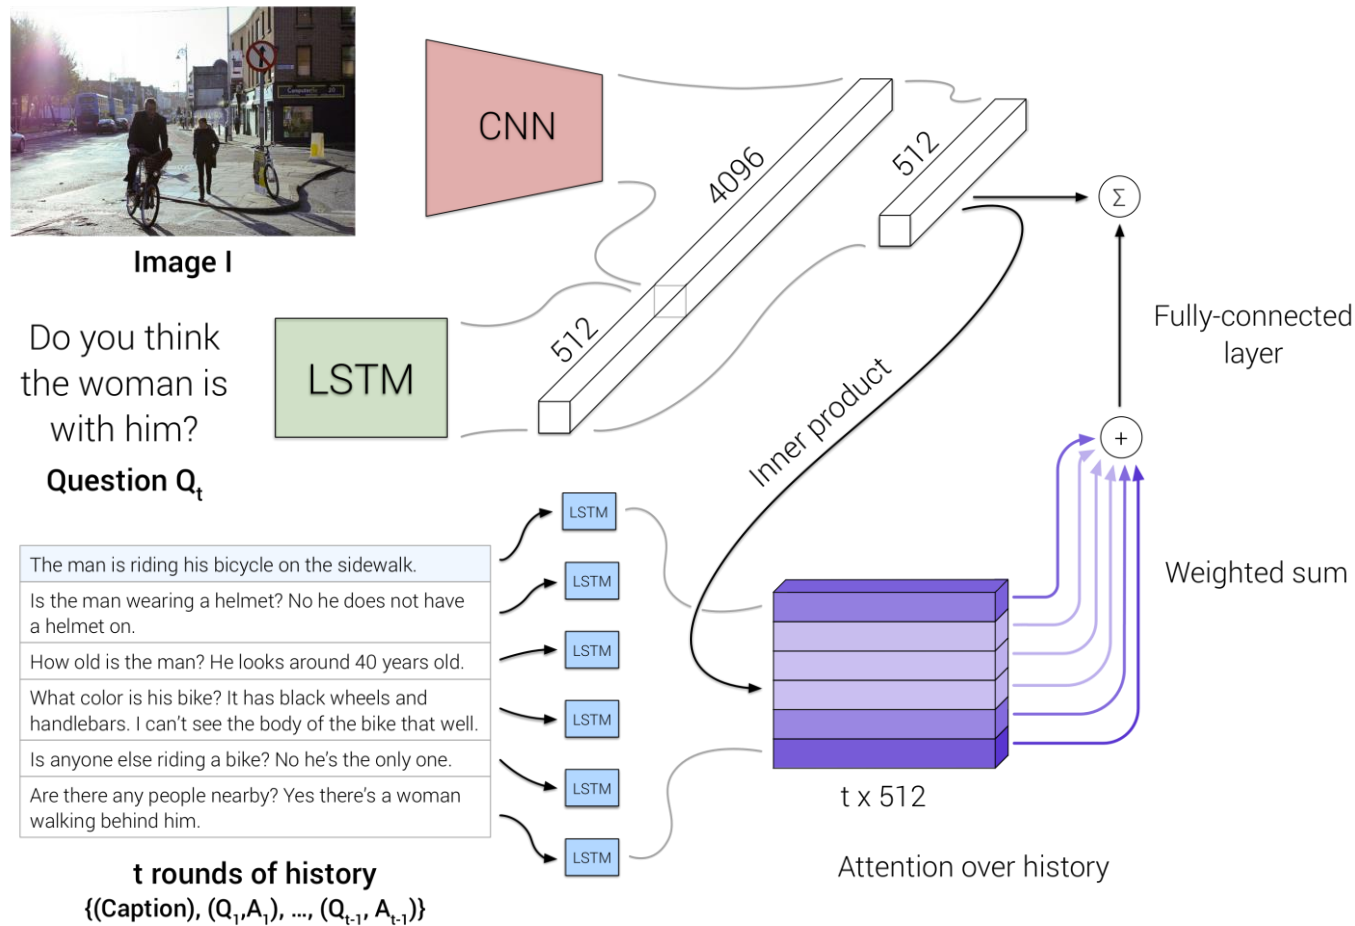 CNN
4096
512
Σ
Image I
Do you think
the woman is
with him?
Question Qt
LSTM
512
Inner product
Fully-connected
layer
+
Weighted sum
The man is riding his bicycle on the sidewalk.
Is the man wearing a helmet? No he does not have
a helmet on.
How old is the man? He looks around 40 years old.
What color is his bike? It has black wheels and
handlebars. I can't see the body of the bike that well.
Is anyone else riding a bike? No he's the only one.
Are there any people nearby? Yes there's a woman
walking behind him.
LSTM
LSTM
LSTM
LSTM
LSTM
LSTM
t x 512
Attention over history
t rounds of history
{(Caption), (Q1,A1), ..., (Qt-1, At-1)}